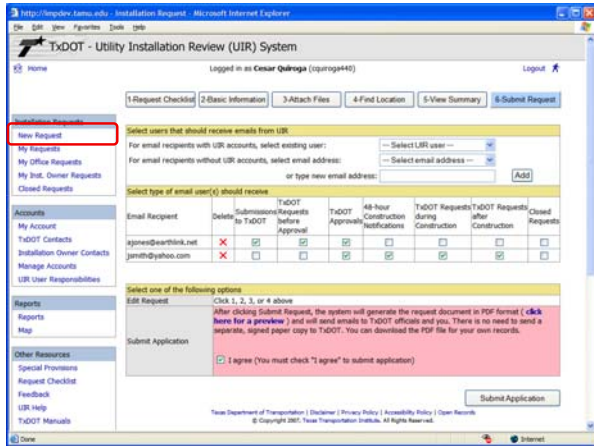 http://impdev.tamu.edu - Installation Request - Microsoft Internet Explorer
File Edit View Favorites Tools Help
TxDOT - Utility Installation Review (UIR) System
Home
Logged in as Cesar Quiroga (cquiroga440)
Logout
1-Request Checklist
2-Basic Information
3-Attach Files
4-Find Location
5-View Summary
6-Submit Request
Installation Requests
New Request
My Requests
My Office Requests
My Inst. Owner Requests
Closed Requests
Accounts
My Account
TxDOT Contacts
Installation Owner Contacts
Manage Accounts
UIR User Responsibilities
Reports
Reports
Map
Other Resources
Special Provisions
Request Checklist
Feedback
UIR Help
TxDOT Manuals
Select users that should receive emails from UIR
For email recipients with UIR accounts, select existing user:
--- Select UIR user ---
For email recipients without UIR accounts, select email address:
--- Select email address ---
or type new email address:
Add
Select type of email user(s) should receive
Email Recipient
Delete
Submissions to TxDOT
TxDOT Requests before Approval
TxDOT Approvals
48-hour Construction Notifications
TxDOT Requests during Construction
TxDOT Requests after Construction
Closed Requests
ajones@earthlink.net
jsmith@yahoo.com
Select one of the following options
Edit Request
Click 1, 2, 3, or 4 above
Submit Application
After clicking Submit Request, the system will generate the request document in PDF format ( click
here for a preview ) and will send emails to TxDOT officials and you. There is no need to send a
separate, signed paper copy to TxDOT. You can download the PDF file for your own records.
I agree (You must check "I agree" to submit application)
Submit Application
Texas Department of Transportation | Disclaimer | Privacy Policy | Accessibility Policy | Open Records
© Copyright 2007, Texas Transportation Institute. All Rights Reserved.
Done
Internet